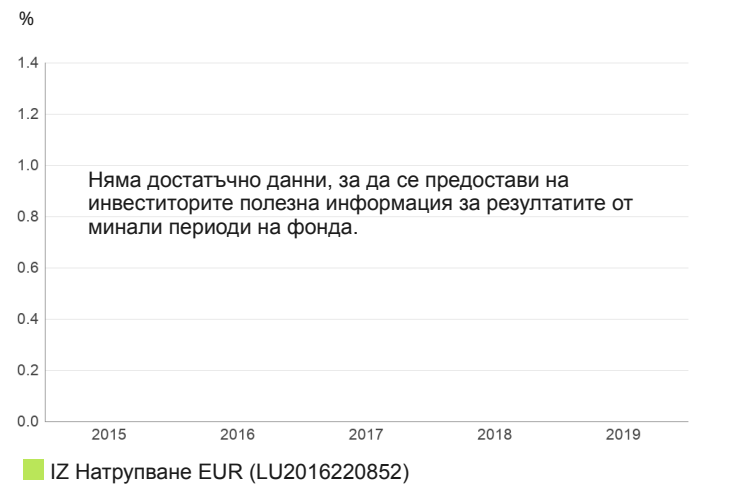 %
1.4
1.2
1.0
Няма достатъчно данни, за да се предостави на
инвеститорите полезна информация за резултатите от
0.8
минали периоди на фонда.
0.6
0.4
0.2
0.0
2015 2016 2017 2018 2019
IZ Натрупване EUR (LU2016220852)